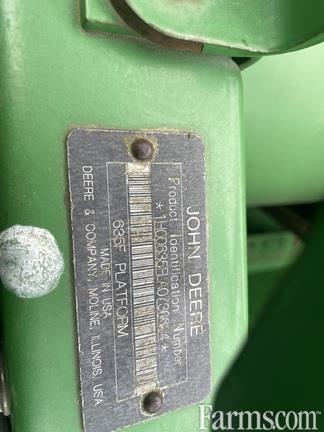 JOHN DEERE
Product Identification Number
635F PLATFORM
MADE IN USA
DEERE & COMPANY, MOLINE, ILLINOIS, USA
Farms.com®